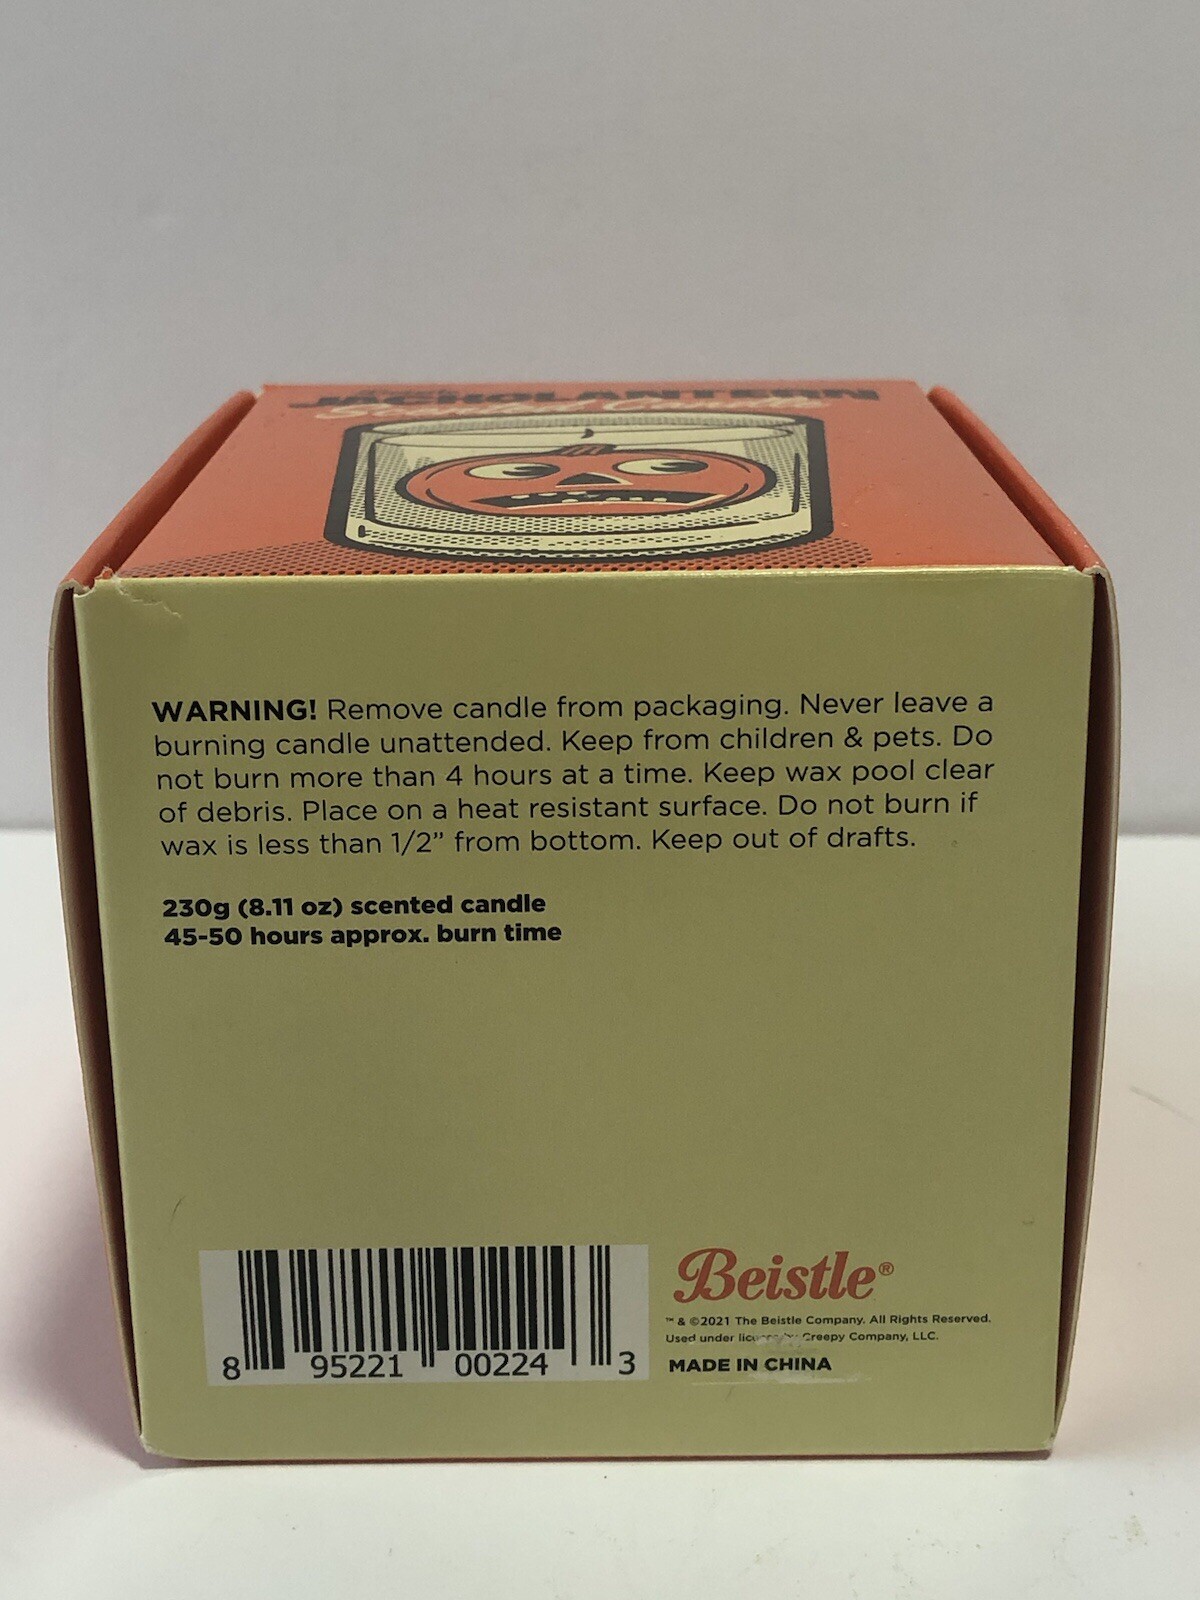 JACKOLANTERN
Scented Candle
WARNING! Remove candle from packaging. Never leave a
burning candle unattended. Keep from children & pets. Do
not burn more than 4 hours at a time. Keep wax pool clear
of debris. Place on a heat resistant surface. Do not burn if
wax is less than 1/2” from bottom. Keep out of drafts.
230g (8.11 oz) scented candle
45-50 hours approx. burn time
8 95221 00224 3
Beistle®
™ & ©2021 The Beistle Company. All Rights Reserved.
Used under Creepy Company, LLC.
MADE IN CHINA